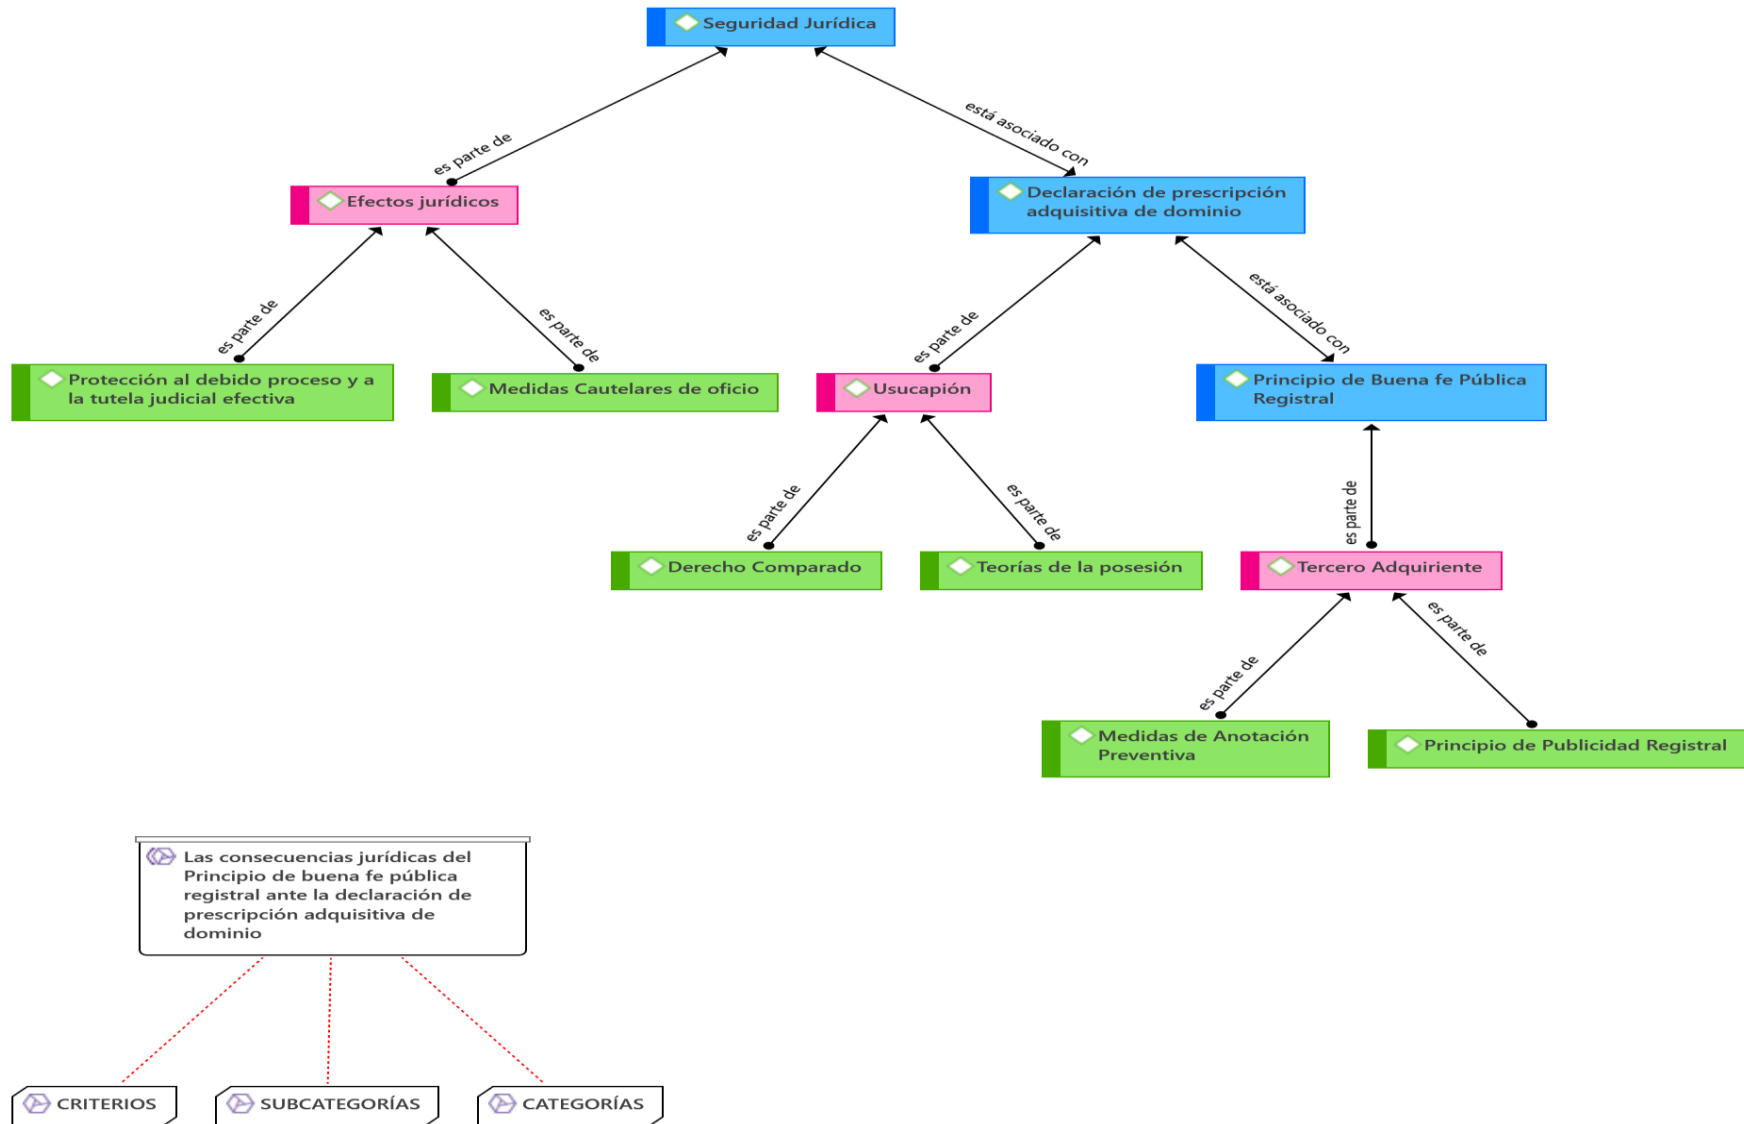 Seguridad Jurídica
es parte de
está asociado con
Efectos jurídicos
Declaración de prescripción
adquisitiva de dominio
es parte de
es parte de
es parte de
está asociado con
Protección al debido proceso y a
la tutela judicial efectiva
Medidas Cautelares de oficio
Usucapión
Principio de Buena fe Pública
Registral
es parte de
es parte de
es parte de
Derecho Comparado
Teorías de la posesión
Tercero Adquiriente
es parte de
es parte de
Medidas de Anotación
Preventiva
Principio de Publicidad Registral
Las consecuencias jurídicas del
Principio de buena fe pública
registral ante la declaración de
prescripción adquisitiva de
dominio
CRITERIOS
SUBCATEGORÍAS
CATEGORÍAS